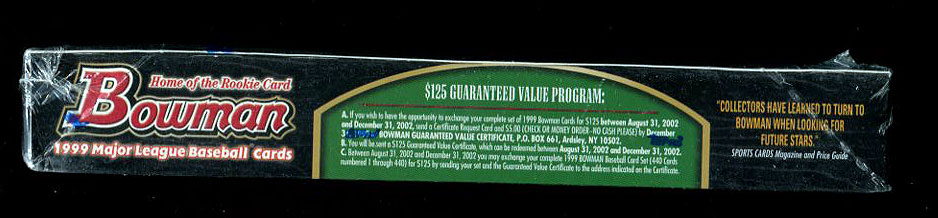 Home of the Rookie Card
Bowman
1999 Major League Baseball Cards
$125 GUARANTEED VALUE PROGRAM:
A. If you wish to have the opportunity to exchange your complete set of 1999 Bowman Cards for $125 between August 31, 2002
and December 31, 2002, send a Certificate Request Card and $5.00 (CHECK OR MONEY ORDER-NO CASH PLEASE) by December
BOWMAN GUARANTEED VALUE CERTIFICATE, P.O. BOX 661, Ardsley, NY 10502.
B. You will be sent a $125 Guaranteed Value Certificate, which can be redeemed between August 31, 2002 and December 31, 2002.
C. Between August 31, 2002 and December 31, 2002 you may exchange your complete 1999 BOWMAN Baseball Card Set (440 Cards
numbered 1 through 440) for $125 by sending your set and the Guaranteed Value Certificate to the address indicated on the Certificate.
"COLLECTORS HAVE LEARNED TO TURN TO
BOWMAN WHEN LOOKING FOR
FUTURE STARS.
SPORTS CARDS Magazine and Price Guide